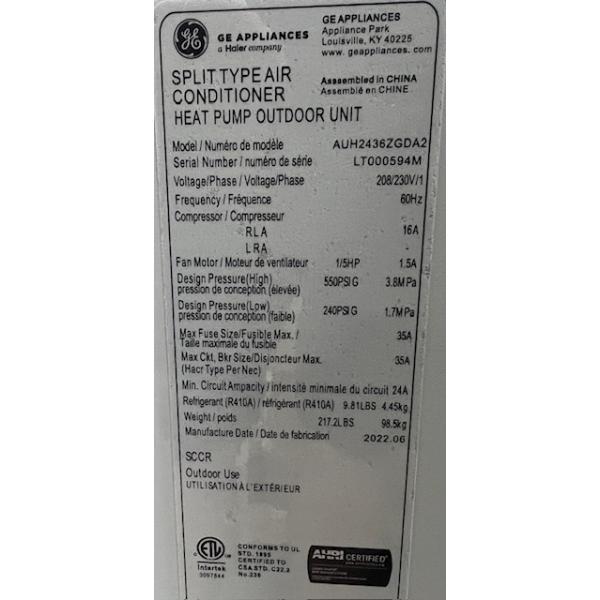 GE APPLIANCES
a Haier company
GE APPLIANCES
Appliance Park
Louisville, KY 40225
www. geappliances. com
SPLIT TYPE AIR
CONDITIONER
HEAT PUMP OUTDOOR UNIT
Asssembled in CHINA
Assemblé en CHINE
Model / Numéro de modèle AUH2436ZGDA2
Serial Number / numéro de série LT000594M
Voltage/Phase / Voltage/Phase 208/230V/1
Frequency / Fréquence 60Hz
Compressor / Compresseur
RLA 16A
LRA -
Fan Motor / Moteur de ventilateur 1/5HP 1.5A
Design Pressure(High) 550PSIG 3.8MPa
pression de conception (élevée)
Design Pressure(Low) 240PSIG 1.7MPa
pression de conception (faible)
Max Fuse Size/Fusible Max. / 35A
Taille maximale du fusible
Max Ckt, Bkr Size/Disjoncteur Max. 35A
(Hacr Type Per Nec)
Min. Circuit Ampacity / intensité minimale du circuit 24A
Refrigerant (R410A) / réfrigérant (R410A) 9.81LBS 4.45kg
Weight / poids 217.2LBS 98.5kg
Manufacture Date / Date de fabrication 2022.06
SCCR
Outdoor Use
UTILISATION À L'EXTÉRIEUR
ETL
Intertek
CONFORMS TO UL
STD. 1995
CERTIFIED TO
CSA STD. C22.2
No.236
AHRI CERTIFIED